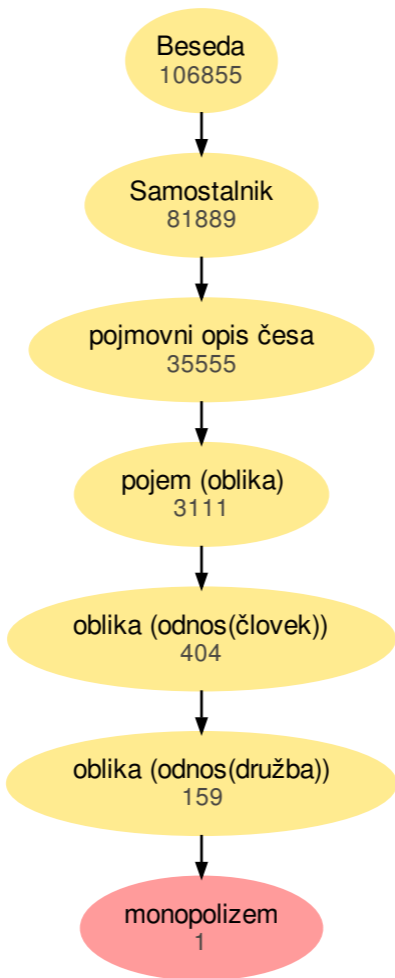 Beseda
106855
Samostalnik
81889
pojmovni opis česa
35555
pojem (oblika)
3111
oblika (odnos(človek))
404
oblika (odnos(družba))
159
monopolizem
1